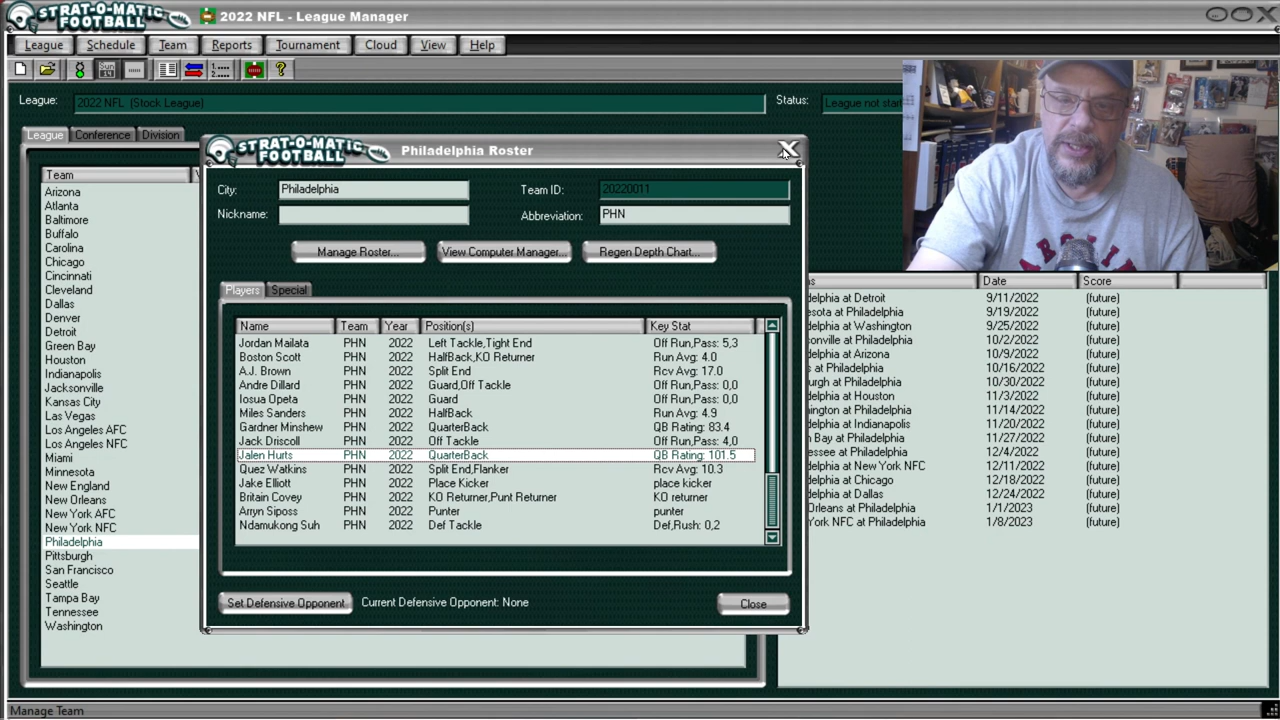 STRAT-O-MATIC
FOOTBALL
2022 NFL - League Manager
League Schedule Team Reports Tournament Cloud View Help
League: 2022 NFL (Stock League) Status: League not
League Conference Division
Team
Arizona
Atlanta
Baltimore
Buffalo
Carolina
Chicago
Cincinnati
Cleveland
Dallas
Denver
Detroit
Green Bay
Houston
Indianapolis
Jacksonville
Kansas City
Las Vegas
Los Angeles AFC
Los Angeles NFC
Miami
Minnesota
New England
New Orleans
New York AFC
New York NFC
Philadelphia
Pittsburgh
San Francisco
Seattle
Tampa Bay
Tennessee
Washington
STRAT-O-MATIC
FOOTBALL
Philadelphia Roster
City: Philadelphia Team ID: 20220011
Nickname: Abbreviation: PHN
Manage Roster... View Computer Manager... Regen Depth Chart...
Players Special
Name Team Year Position(s) Key Stat
Jordan Mailata PHN 2022 Left Tackle,Tight End Off Run,Pass: 5,3
Boston Scott PHN 2022 HalfBack,KO Returner Run Avg: 4.0
A.J. Brown PHN 2022 Split End Rcv Avg: 17.0
Andre Dillard PHN 2022 Guard,Off Tackle Off Run,Pass: 0,0
Iosua Opeta PHN 2022 Guard Off Run,Pass: 0,0
Miles Sanders PHN 2022 HalfBack Run Avg: 4.9
Gardner Minshew PHN 2022 QuarterBack QB Rating: 83.4
Jack Driscoll PHN 2022 Off Tackle Off Run,Pass: 4,0
Jalen Hurts PHN 2022 QuarterBack QB Rating: 101.5
Quez Watkins PHN 2022 Split End,Flanker Rcv Avg: 10.3
Jake Elliott PHN 2022 Place Kicker place kicker
Britain Covey PHN 2022 KO Returner,Punt Returner KO returner
Arryn Siposs PHN 2022 Punter punter
Ndamukong Suh PHN 2022 Def Tackle Def,Rush: 0,2
Set Defensive Opponent Current Defensive Opponent: None Close
Date Score
delphia at Detroit 9/11/2022 (future)
sota at Philadelphia 9/19/2022 (future)
delphia at Washington 9/25/2022 (future)
onville at Philadelphia 10/2/2022 (future)
delphia at Arizona 10/9/2022 (future)
s at Philadelphia 10/16/2022 (future)
urgh at Philadelphia 10/30/2022 (future)
delphia at Houston 11/3/2022 (future)
ington at Philadelphia 11/14/2022 (future)
delphia at Indianapolis 11/20/2022 (future)
n Bay at Philadelphia 11/27/2022 (future)
essee at Philadelphia 12/4/2022 (future)
delphia at New York NFC 12/11/2022 (future)
delphia at Chicago 12/18/2022 (future)
delphia at Dallas 12/24/2022 (future)
Orleans at Philadelphia 1/1/2023 (future)
York NFC at Philadelphia 1/8/2023 (future)
Manage Team